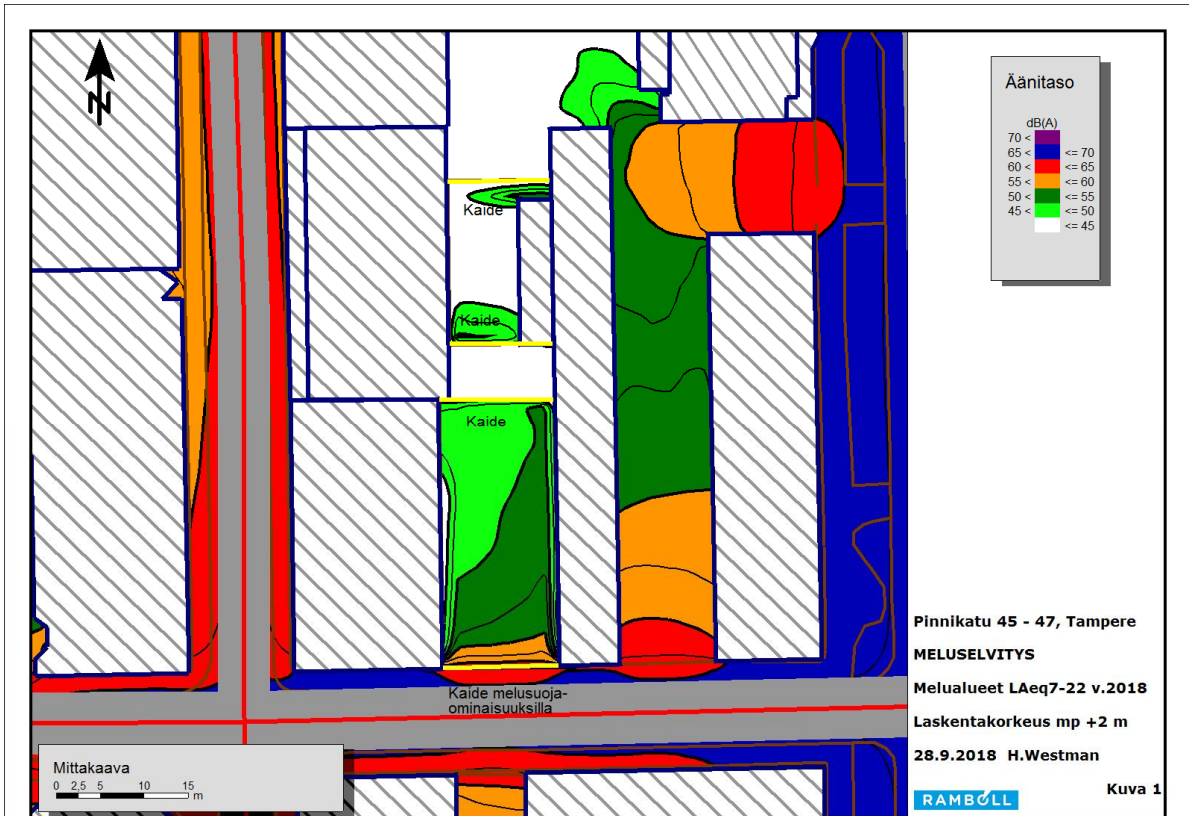 N
Äänitaso
dB(A)
70 <
65 < <= 70
60 < <= 65
55 < <= 60
50 < <= 55
45 < <= 50
<= 45
Kaide
Kaide
Kaide
Kaide melusuoja-
ominaisuuksilla
Pinnikatu 45 - 47, Tampere
MELUSELVITYS
Melualueet LAeq7-22 v.2018
Laskentakorkeus mp +2 m
28.9.2018 H.Westman
Kuva 1
RAMBOLL
Mittakaava
0 2,5 5 10 15
m